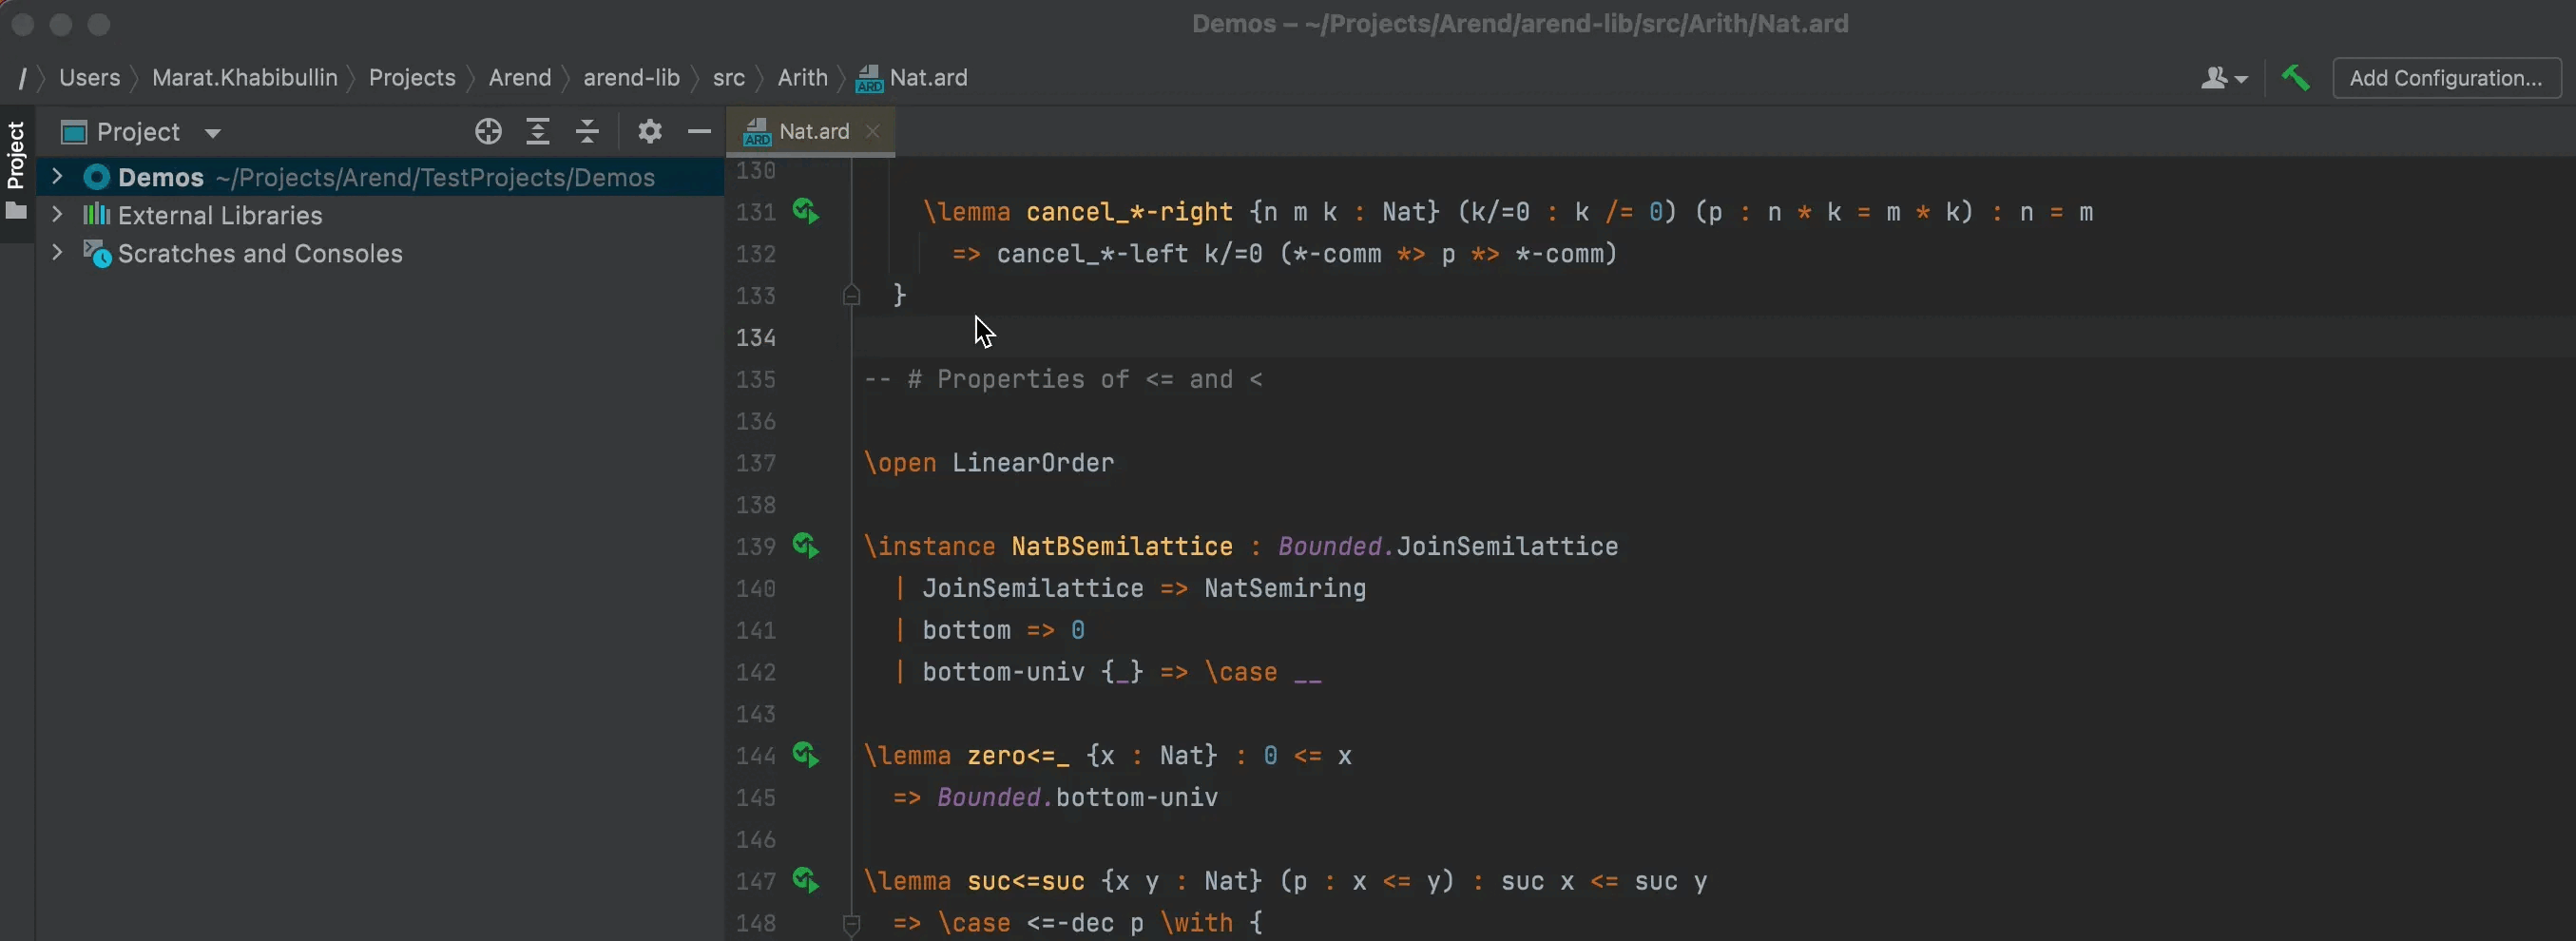 Demos – ~/Projects/Arend/arend-lib/src/Arith/Nat.ard
/ Users Marat.Khabibullin Projects Arend arend-lib src Arith ARD Nat.ard Add Configuration...
Project
Project
ARD Nat.ard
Demos ~/Projects/Arend/TestProjects/Demos
External Libraries
Scratches and Consoles
130
131 \lemma cancel_*-right {n m k : Nat} (k/=0 : k /= 0) (p : n * k = m * k) : n = m
132 => cancel_*-left k/=0 (*-comm *> p *> *-comm)
133 }
134
135 -- # Properties of <= and <
136
137 \open LinearOrder
138
139 \instance NatBSemilattice : Bounded.JoinSemilattice
140 | JoinSemilattice => NatSemiring
141 | bottom => 0
142 | bottom-univ {_} => \case __
143
144 \lemma zero<=_ {x : Nat} : 0 <= x
145 => Bounded.bottom-univ
146
147 \lemma suc<=suc {x y : Nat} (p : x <= y) : suc x <= suc y
148 => \case <=-dec p \with {